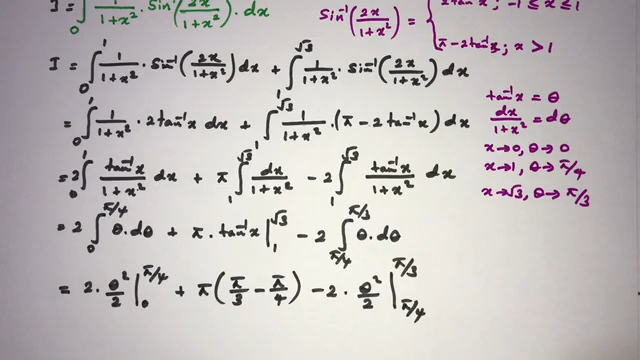 I = ∫₀ 1/(1+x²) · Sin⁻¹(2x/(1+x²)) · dx
Sin⁻¹(2x/(1+x²)) = { 2tan⁻¹x ; -1 ≤ x ≤ 1
π - 2tan⁻¹x ; x > 1
I = ∫₀¹ 1/(1+x²) · Sin⁻¹(2x/(1+x²)) dx + ∫₁^√3 1/(1+x²) · Sin⁻¹(2x/(1+x²)) dx
= ∫₀¹ 1/(1+x²) · 2tan⁻¹x dx + ∫₁^√3 1/(1+x²) · (π - 2tan⁻¹x) dx
= 2∫₀¹ tan⁻¹x/(1+x²) dx + π ∫₁^√3 dx/(1+x²) - 2 ∫₁^√3 tan⁻¹x/(1+x²) dx
= 2 ∫₀^π/4 θ·dθ + π · tan⁻¹x |₁^√3 - 2 ∫_π/4^π/3 θ·dθ
= 2 · θ²/2 |₀^π/4 + π(π/3 - π/4) - 2 · θ²/2 |_π/4^π/3
tan⁻¹x = θ
dx/(1+x²) = dθ
x→0, θ→0
x→1, θ→π/4
x→√3, θ→π/3